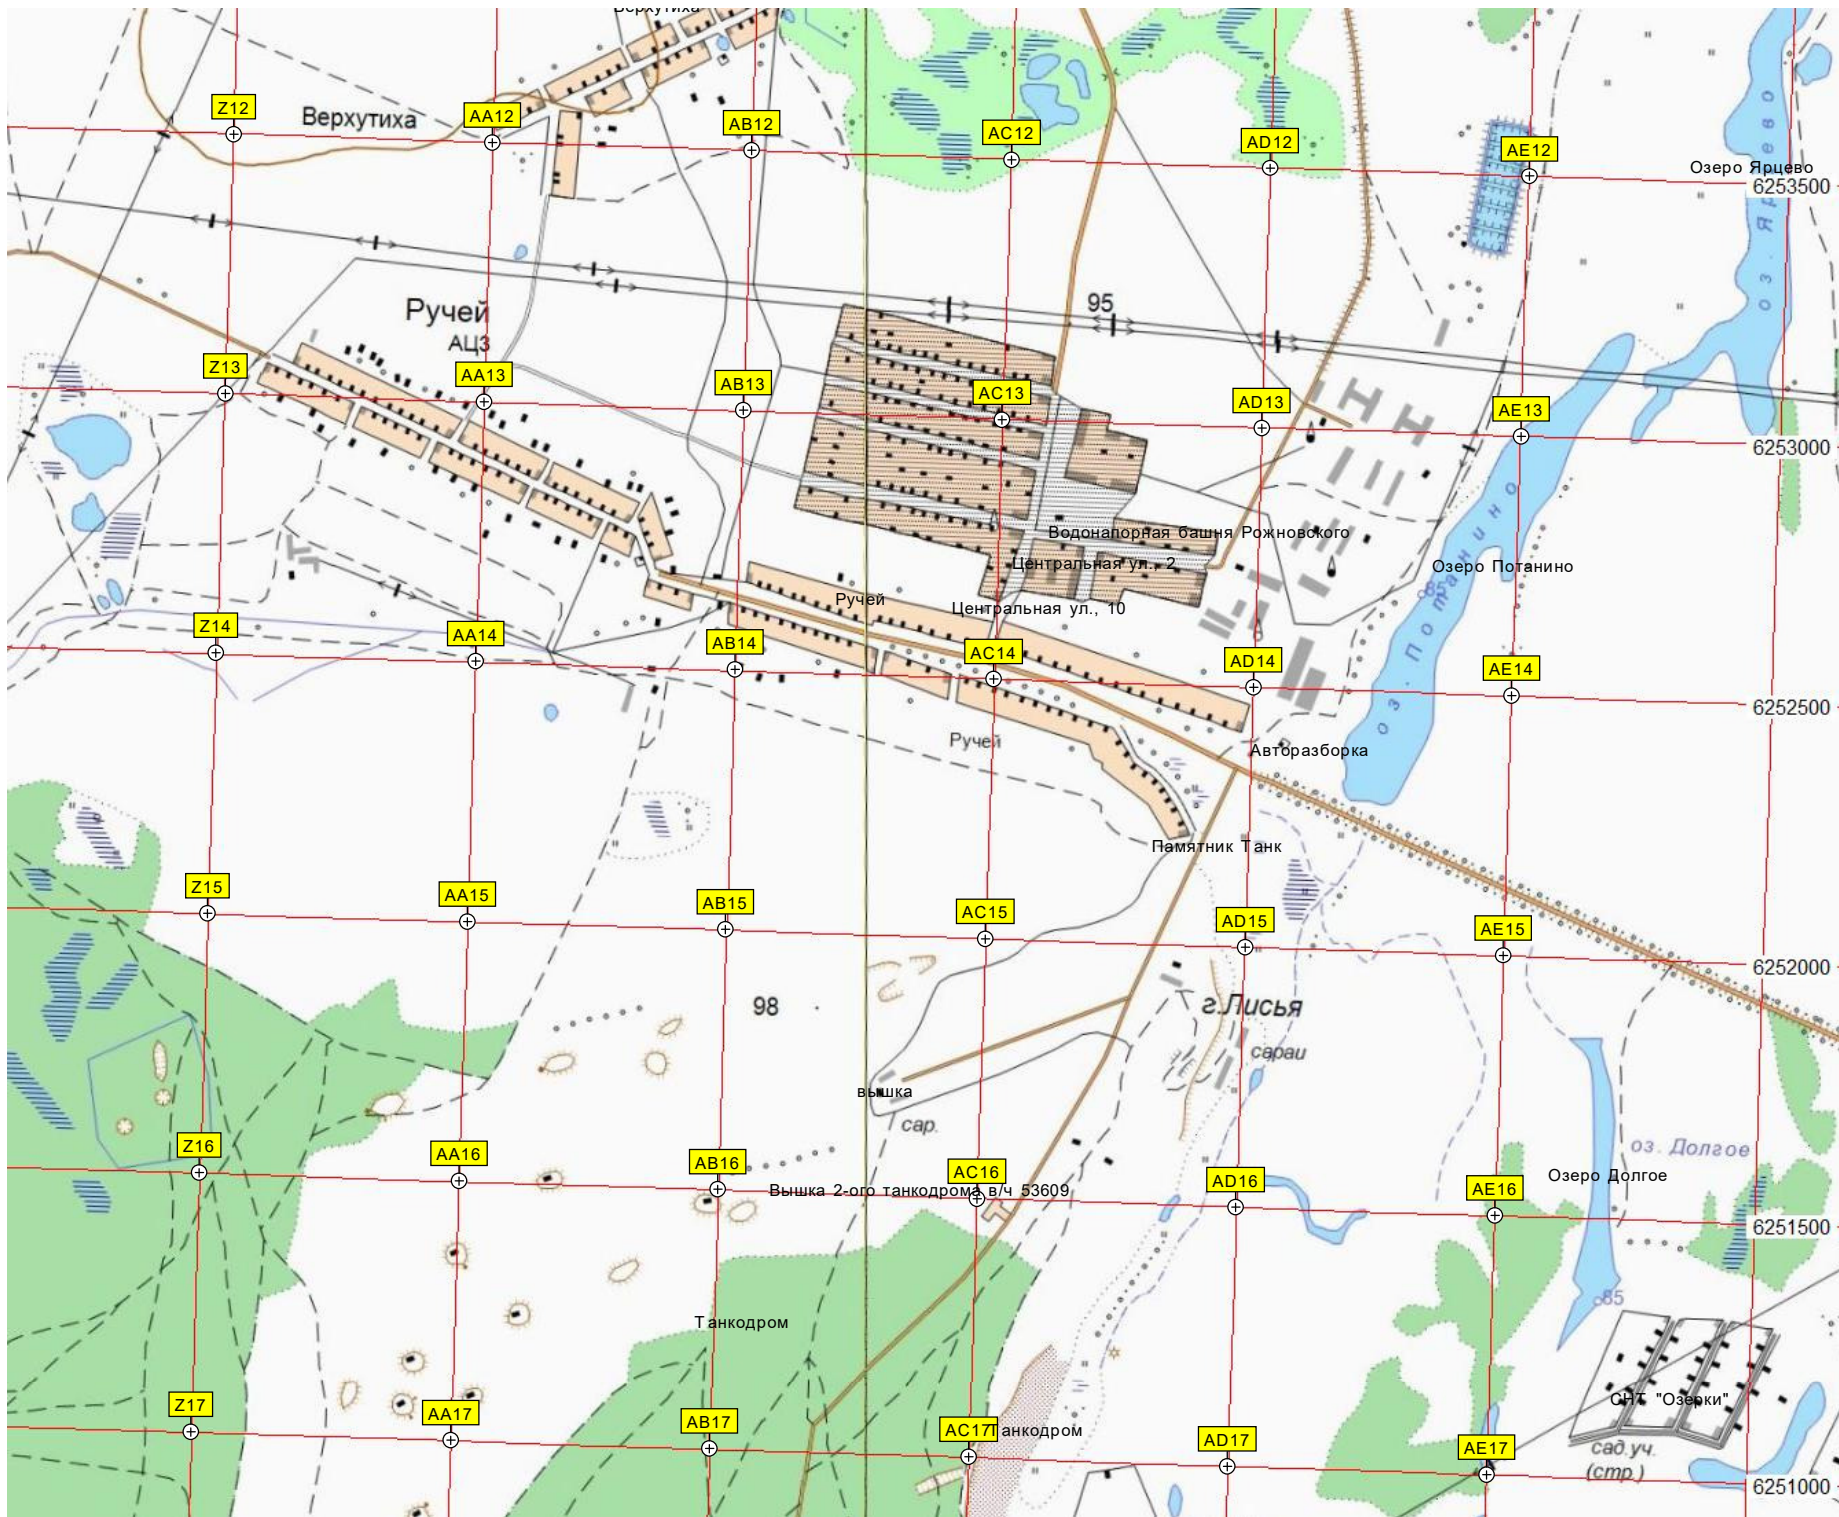 Верхутиха
Z12
Верхутиха
AA12
AB12
AC12
AD12
AE12
Озеро Ярцево
6253500
оз. Ярцево
Ручей
АЦЗ
95
Z13
AA13
AB13
AC13
AD13
AE13
6253000
Водонапорная башня Рожновского
Центральная ул., 2
Озеро Потанино
Ручей
Центральная ул., 10
Z14
AA14
AB14
AC14
AD14
AE14
6252500
оз.
Ручей
Авторазборка
Памятник Танк
Z15
AA15
AB15
AC15
AD15
AE15
6252000
98
г.Лисья
сараи
вышка
сар.
оз. Долгое
Озеро Долгое
Z16
AA16
AB16
AC16
AD16
AE16
Вышка 2-ого танкодрома в/ч 53609
6251500
85
Танкодром
СНТ "Озерки"
Z17
AA17
AB17
AC17
Танкодром
AD17
AE17
сад.уч.
(стр.)
6251000